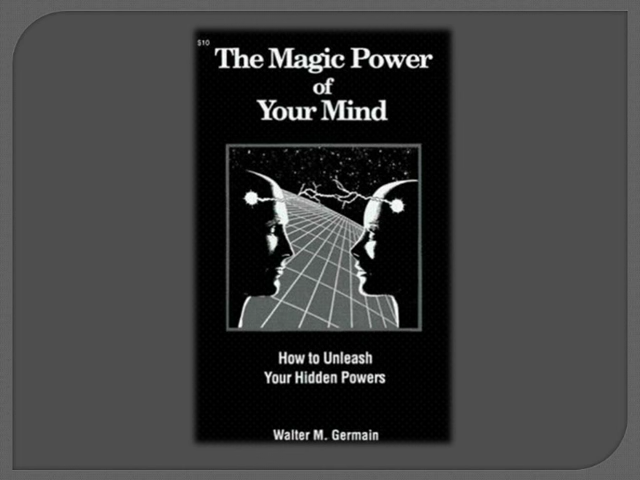 $10
The Magic Power
of
Your Mind
How to Unleash
Your Hidden Powers
Walter M. Germain